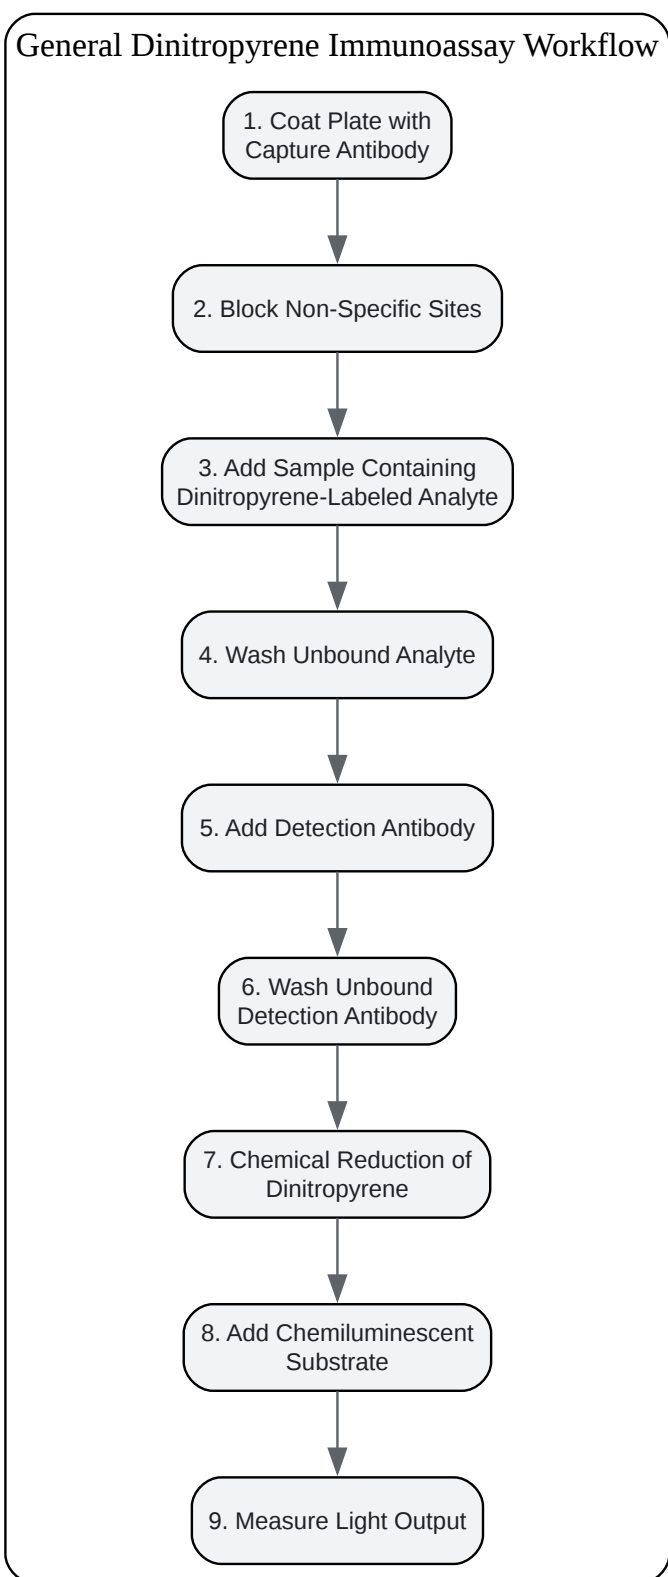 General Dinitropyrene Immunoassay Workflow
1. Coat Plate with
Capture Antibody
2. Block Non-Specific Sites
3. Add Sample Containing
Dinitropyrene-Labeled Analyte
4. Wash Unbound Analyte
5. Add Detection Antibody
6. Wash Unbound
Detection Antibody
7. Chemical Reduction of
Dinitropyrene
8. Add Chemiluminescent
Substrate
9. Measure Light Output